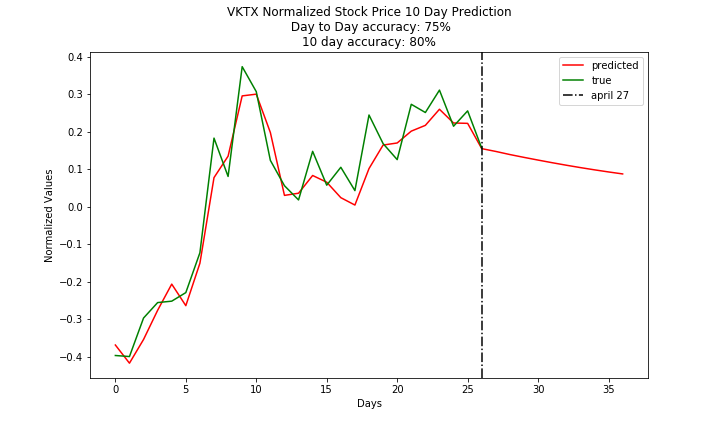 VKTX Normalized Stock Price 10 Day Prediction
Day to Day accuracy: 75%
10 day accuracy: 80%
0.4
0.3
0.2
0.1
0.0
−0.1
−0.2
−0.3
−0.4
Normalized Values
predicted
true
april 27
0 5 10 15 20 25 30 35
Days